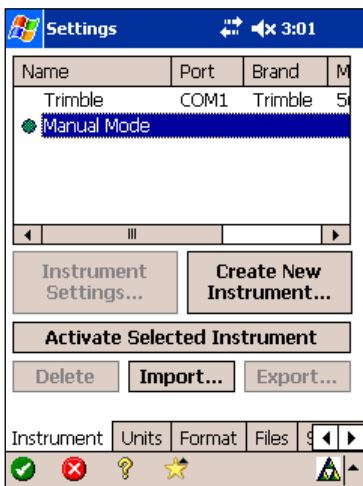 Settings 3:01
Name Port Brand M
Trimble COM1 Trimble
Manual Mode
Instrument Create New
Settings... Instrument...
Activate Selected Instrument
Delete Import... Export...
Instrument Units Format Files